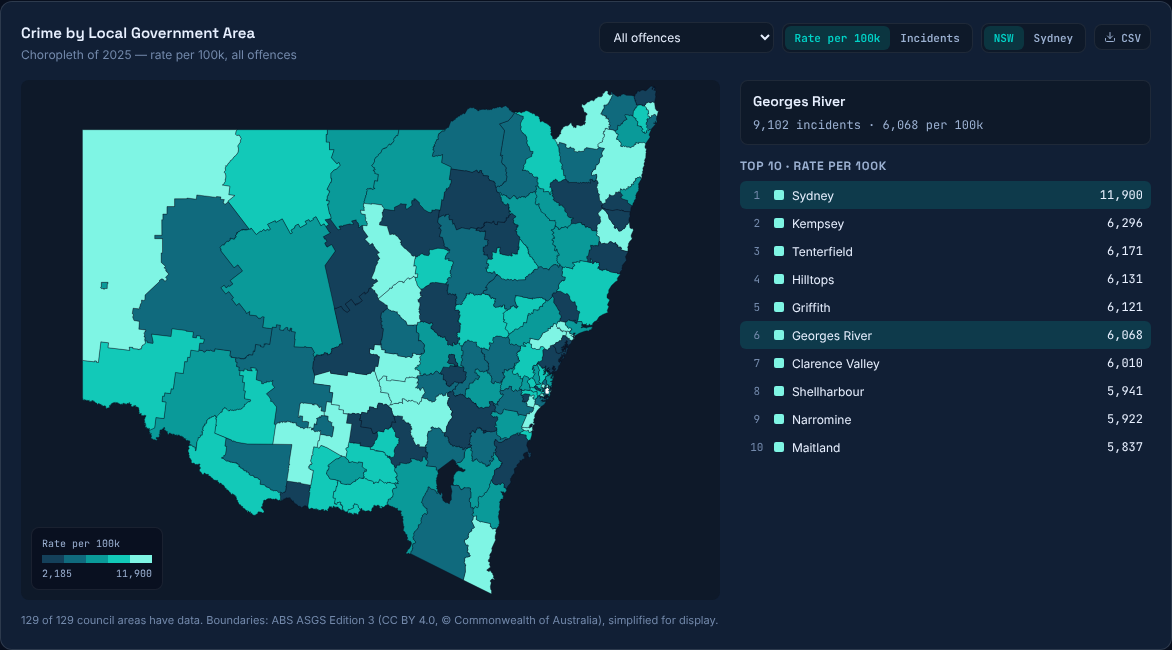 Crime by Local Government Area
Choropleth of 2025 — rate per 100k, all offences
All offences
Rate per 100k
Incidents
NSW
Sydney
CSV
Georges River
9,102 incidents · 6,068 per 100k
TOP 10 · RATE PER 100K
1 Sydney 11,900
2 Kempsey 6,296
3 Tenterfield 6,171
4 Hilltops 6,131
5 Griffith 6,121
6 Georges River 6,068
7 Clarence Valley 6,010
8 Shellharbour 5,941
9 Narromine 5,922
10 Maitland 5,837
Rate per 100k
2,185 11,900
129 of 129 council areas have data. Boundaries: ABS ASGS Edition 3 (CC BY 4.0, © Commonwealth of Australia), simplified for display.